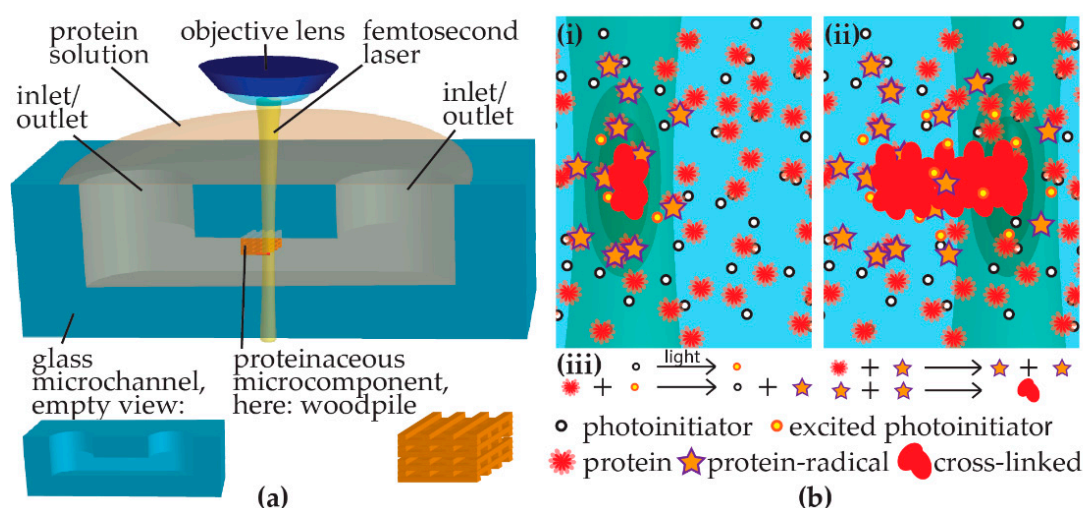 protein
solution
objective lens
femtosecond
laser
inlet/
outlet
inlet/
outlet
glass
microchannel,
empty view:
proteinaceous
microcomponent,
here: woodpile
(a)
(i)
(ii)
(iii)
light
+
+
+
+
+
photoinitiator
excited photoinitiator
protein
protein-radical
cross-linked
(b)